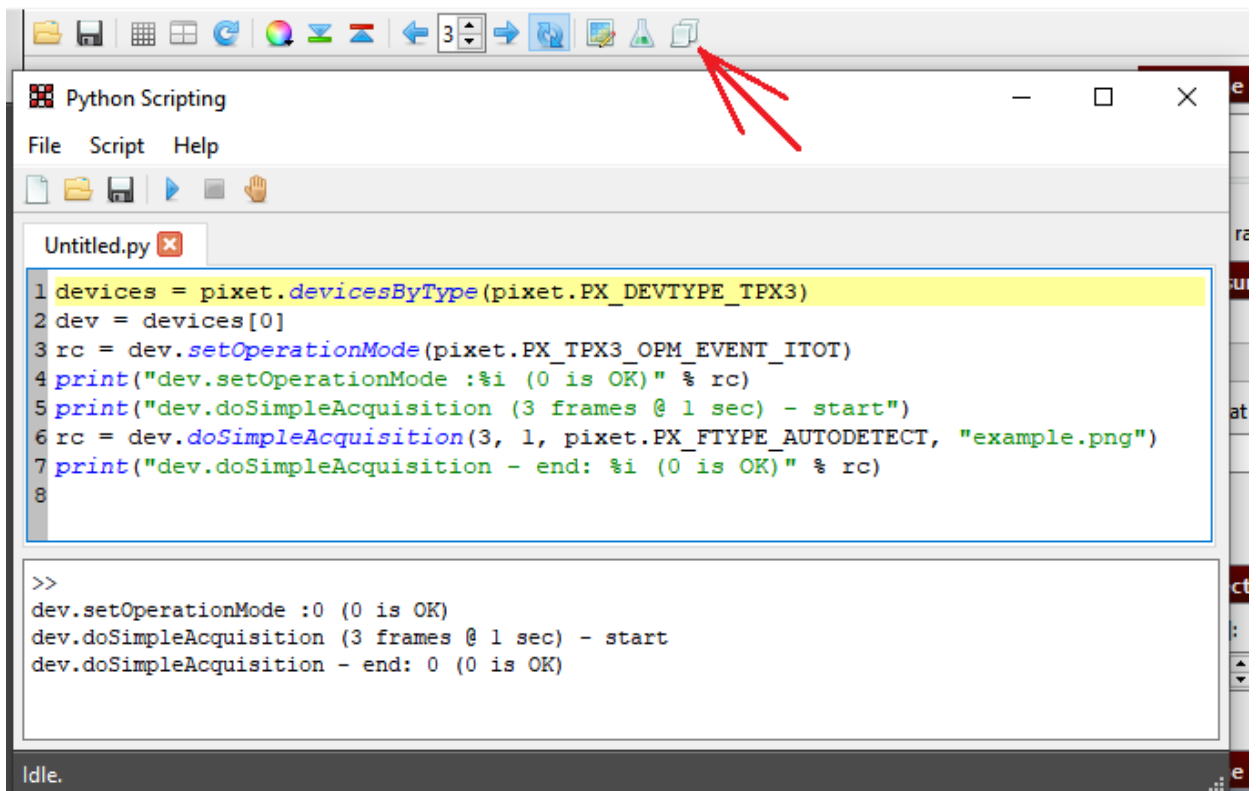 3
Python Scripting
File Script Help
Untitled.py
1 devices = pixet.devicesByType(pixet.PX_DEVTYPE_TPX3)
2 dev = devices[0]
3 rc = dev.setOperationMode(pixet.PX_TPX3_OPM_EVENT_ITOT)
4 print("dev.setOperationMode :%i (0 is OK)" % rc)
5 print("dev.doSimpleAcquisition (3 frames @ 1 sec) - start")
6 rc = dev.doSimpleAcquisition(3, 1, pixet.PX_FTYPE_AUTODETECT, "example.png")
7 print("dev.doSimpleAcquisition - end: %i (0 is OK)" % rc)
8
>>
dev.setOperationMode :0 (0 is OK)
dev.doSimpleAcquisition (3 frames @ 1 sec) - start
dev.doSimpleAcquisition - end: 0 (0 is OK)
Idle.